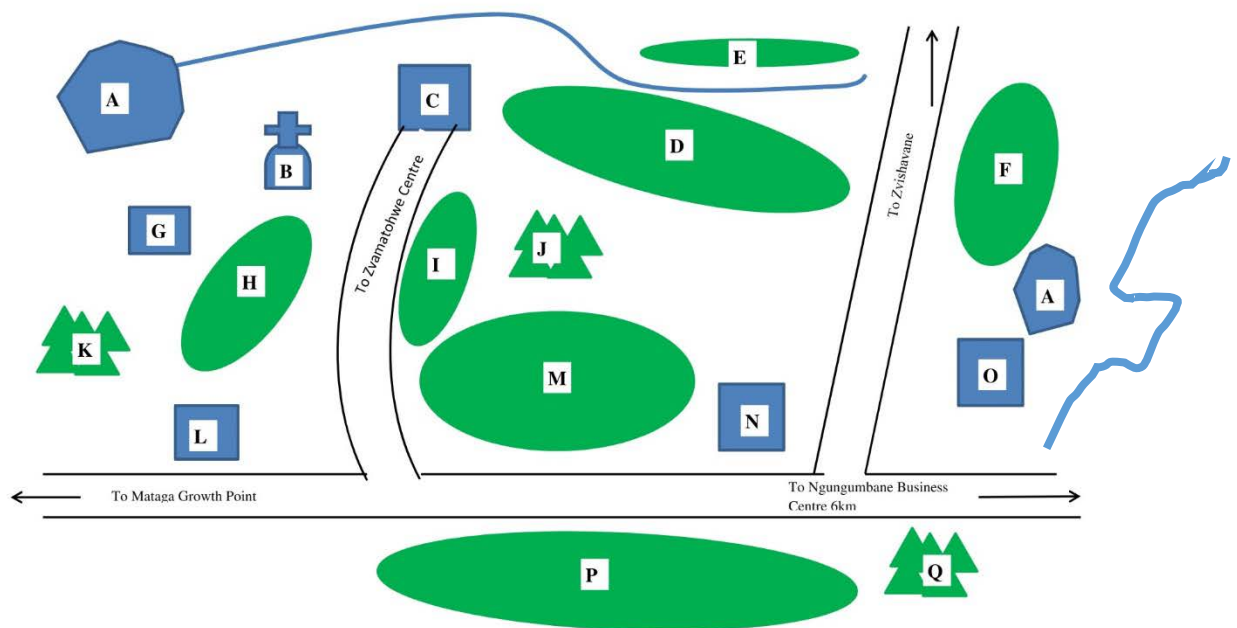 E
A
C
B
D
To Zvishavane
F
G
To Zvamatohwe Centre
J
I
H
A
K
M
O
N
L
To Mataga Growth Point
To Ngungumbane Business
Centre 6km
P
Q